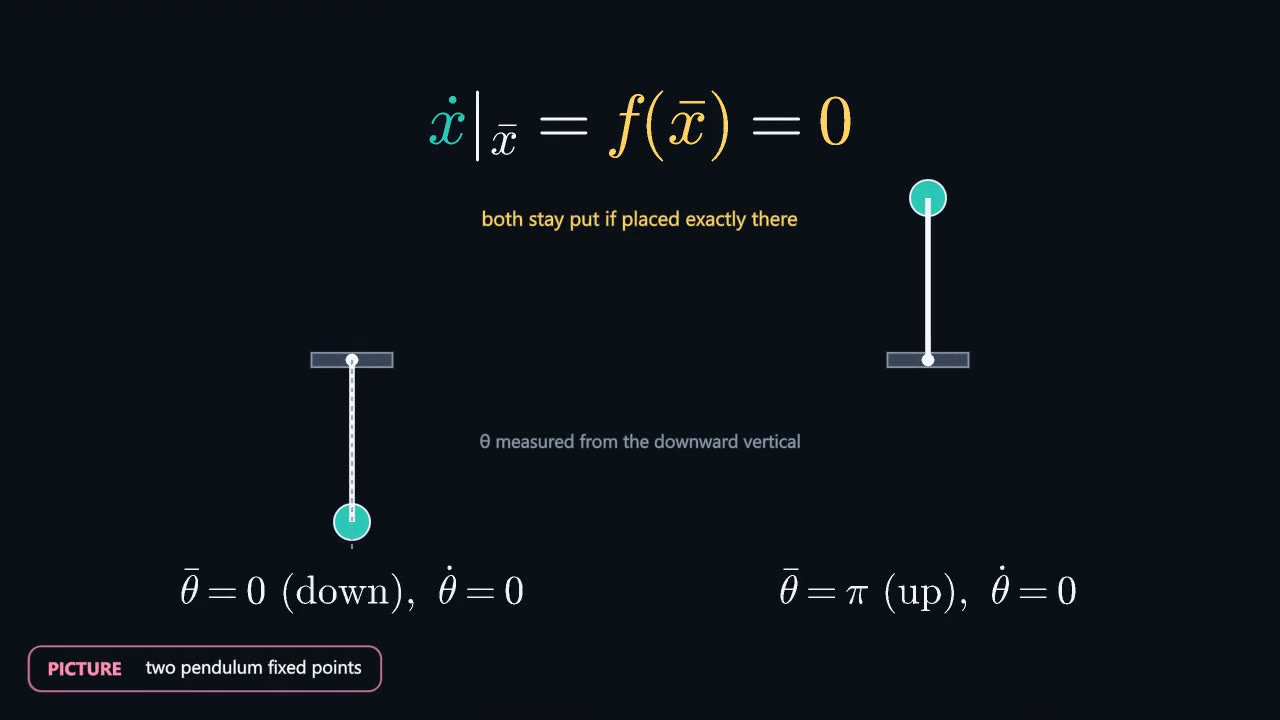 ẋ|x̄ = f(x̄) = 0
both stay put if placed exactly there
θ measured from the downward vertical
θ̄ = 0 (down), θ̇ = 0
θ̄ = π (up), θ̇ = 0
PICTURE two pendulum fixed points